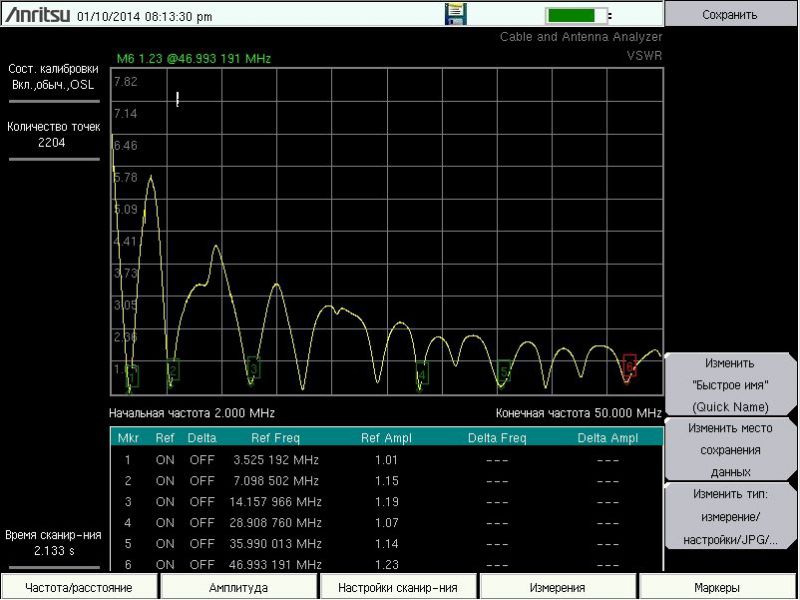 Anritsu 01/10/2014 08:13:30 pm
Сохранить
Cable and Antenna Analyzer
VSWR
M6 1.23 @46.993 191 MHz
Сост. калибровки
Вкл.,обыч.,OSL
Количество точек
2204
7.82
7.14
6.46
5.78
5.09
4.41
3.73
3.05
2.36
1
2
3
4
5
6
Начальная частота 2.000 MHz
Конечная частота 50.000 MHz
Изменить
"Быстрое имя"
(Quick Name)
Изменить место
сохранения
данных
Изменить тип:
измерение/
настройки/JPG/...
Mkr Ref Delta Ref Freq Ref Ampl Delta Freq Delta Ampl
1 ON OFF 3.525 192 MHz 1.01 --- ---
2 ON OFF 7.098 502 MHz 1.15 --- ---
3 ON OFF 14.157 966 MHz 1.19 --- ---
4 ON OFF 28.908 760 MHz 1.07 --- ---
5 ON OFF 35.990 013 MHz 1.14 --- ---
6 ON OFF 46.993 191 MHz 1.23 --- ---
Время сканир-ния
2.133 s
Частота/расстояние
Амплитуда
Настройки сканир-ния
Измерения
Маркеры